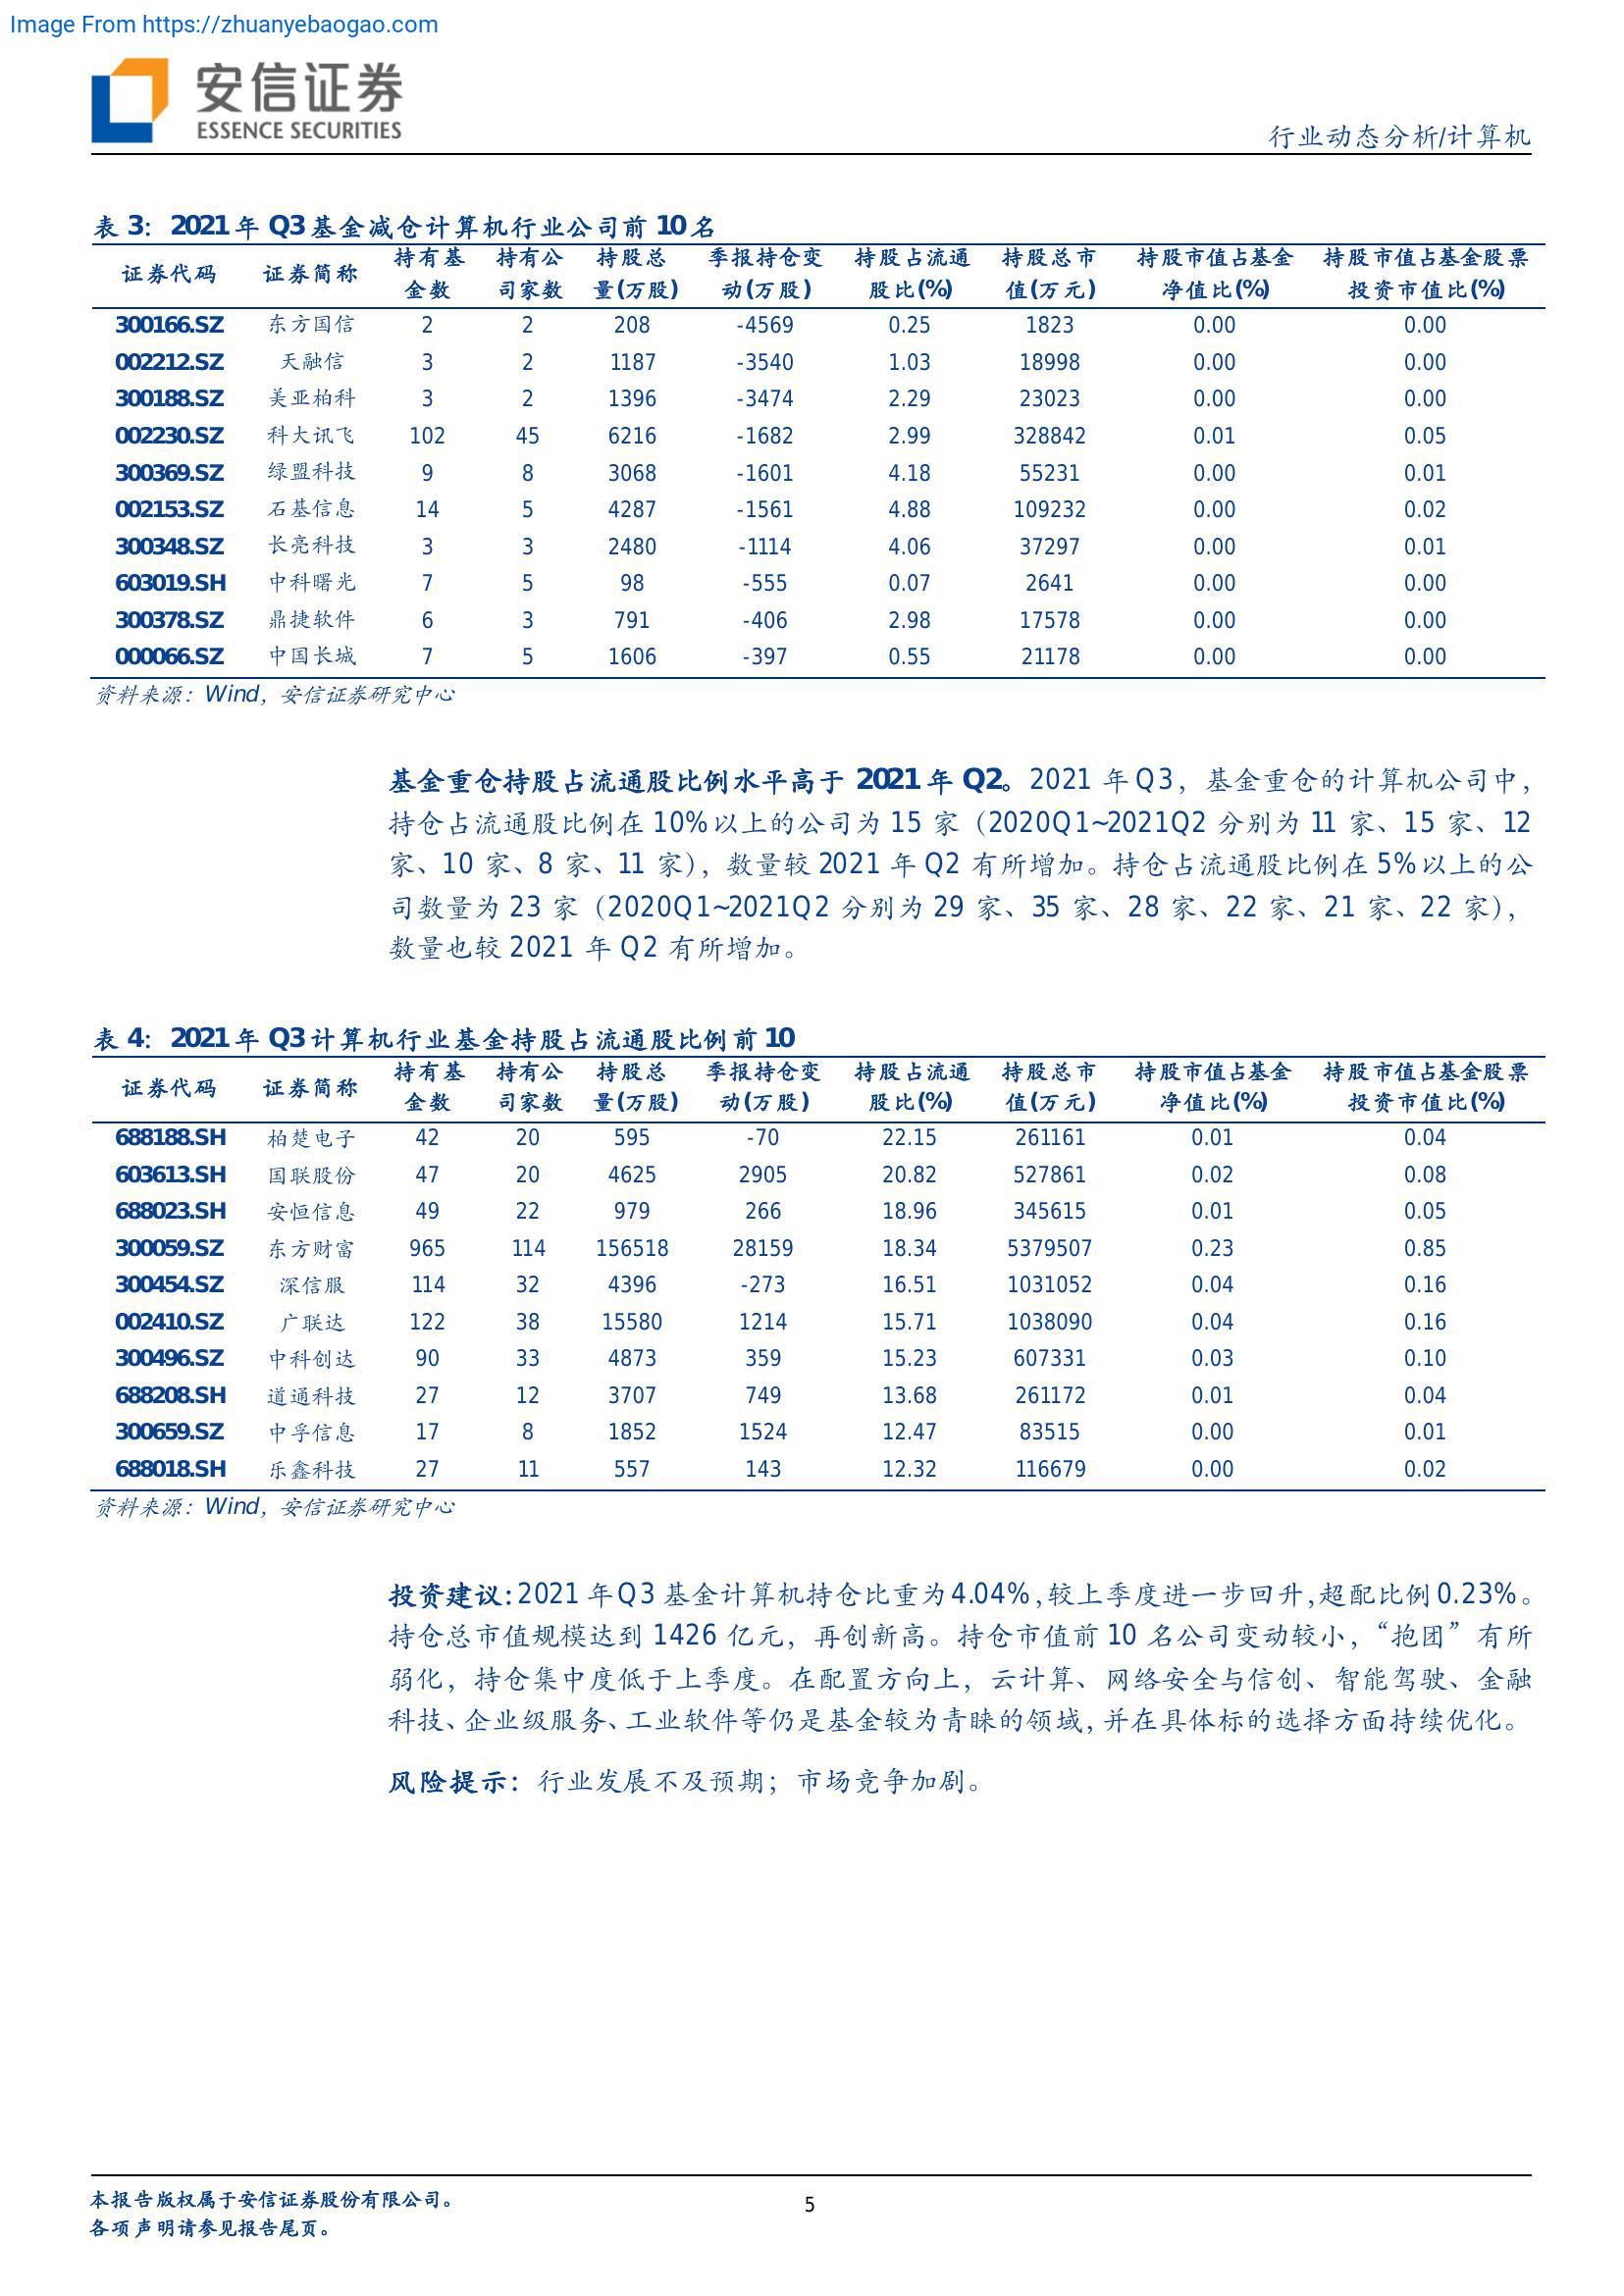 Image From https://zhuanyebaogao.com
安信证券
ESSENCE SECURITIES
行业动态分析/计算机
表 3：2021 年 Q3 基金减仓计算机行业公司前 10 名
证券代码 证券简称 持有基金数 持有公司家数 持股总量(万股) 季报持仓变动(万股) 持股占流通股比(%) 持股总市值(万元) 持股市值占基金净值比(%) 持股市值占基金股票投资市值比(%)
300166.SZ 东方国信 2 2 208 -4569 0.25 1823 0.00 0.00
002212.SZ 天融信 3 2 1187 -3540 1.03 18998 0.00 0.00
300188.SZ 美亚柏科 3 2 1396 -3474 2.29 23023 0.00 0.00
002230.SZ 科大讯飞 102 45 6216 -1682 2.99 328842 0.01 0.05
300369.SZ 绿盟科技 9 8 3068 -1601 4.18 55231 0.00 0.01
002153.SZ 石基信息 14 5 4287 -1561 4.88 109232 0.00 0.02
300348.SZ 长亮科技 3 3 2480 -1114 4.06 37297 0.00 0.01
603019.SH 中科曙光 7 5 98 -555 0.07 2641 0.00 0.00
300378.SZ 鼎捷软件 6 3 791 -406 2.98 17578 0.00 0.00
000066.SZ 中国长城 7 5 1606 -397 0.55 21178 0.00 0.00
资料来源：Wind，安信证券研究中心
基金重仓持股占流通股比例水平高于 2021 年 Q2。2021 年 Q3，基金重仓的计算机公司中，
持仓占流通股比例在 10%以上的公司为 15 家（2020Q1~2021Q2 分别为 11 家、15 家、12
家、10 家、8 家、11 家），数量较 2021 年 Q2 有所增加。持仓占流通股比例在 5%以上的公
司数量为 23 家（2020Q1~2021Q2 分别为 29 家、35 家、28 家、22 家、21 家、22 家），
数量也较 2021 年 Q2 有所增加。
表 4：2021 年 Q3 计算机行业基金持股占流通股比例前 10
证券代码 证券简称 持有基金数 持有公司家数 持股总量(万股) 季报持仓变动(万股) 持股占流通股比(%) 持股总市值(万元) 持股市值占基金净值比(%) 持股市值占基金股票投资市值比(%)
688188.SH 柏楚电子 42 20 595 -70 22.15 261161 0.01 0.04
603613.SH 国联股份 47 20 4625 2905 20.82 527861 0.02 0.08
688023.SH 安恒信息 49 22 979 266 18.96 345615 0.01 0.05
300059.SZ 东方财富 965 114 156518 28159 18.34 5379507 0.23 0.85
300454.SZ 深信服 114 32 4396 -273 16.51 1031052 0.04 0.16
002410.SZ 广联达 122 38 15580 1214 15.71 1038090 0.04 0.16
300496.SZ 中科创达 90 33 4873 359 15.23 607331 0.03 0.10
688208.SH 道通科技 27 12 3707 749 13.68 261172 0.01 0.04
300659.SZ 中孚信息 17 8 1852 1524 12.47 83515 0.00 0.01
688018.SH 乐鑫科技 27 11 557 143 12.32 116679 0.00 0.02
资料来源：Wind，安信证券研究中心
投资建议:2021 年Q3 基金计算机持仓比重为 4.04%,较上季度进一步回升,超配比例 0.23%。
持仓总市值规模达到 1426 亿元，再创新高。持仓市值前 10 名公司变动较小，“抱团”有所
弱化，持仓集中度低于上季度。在配置方向上，云计算、网络安全与信创、智能驾驶、金融
科技、企业级服务、工业软件等仍是基金较为青睐的领域,并在具体标的选择方面持续优化。
风险提示：行业发展不及预期；市场竞争加剧。
本报告版权属于安信证券股份有限公司。
各项声明请参见报告尾页。
5